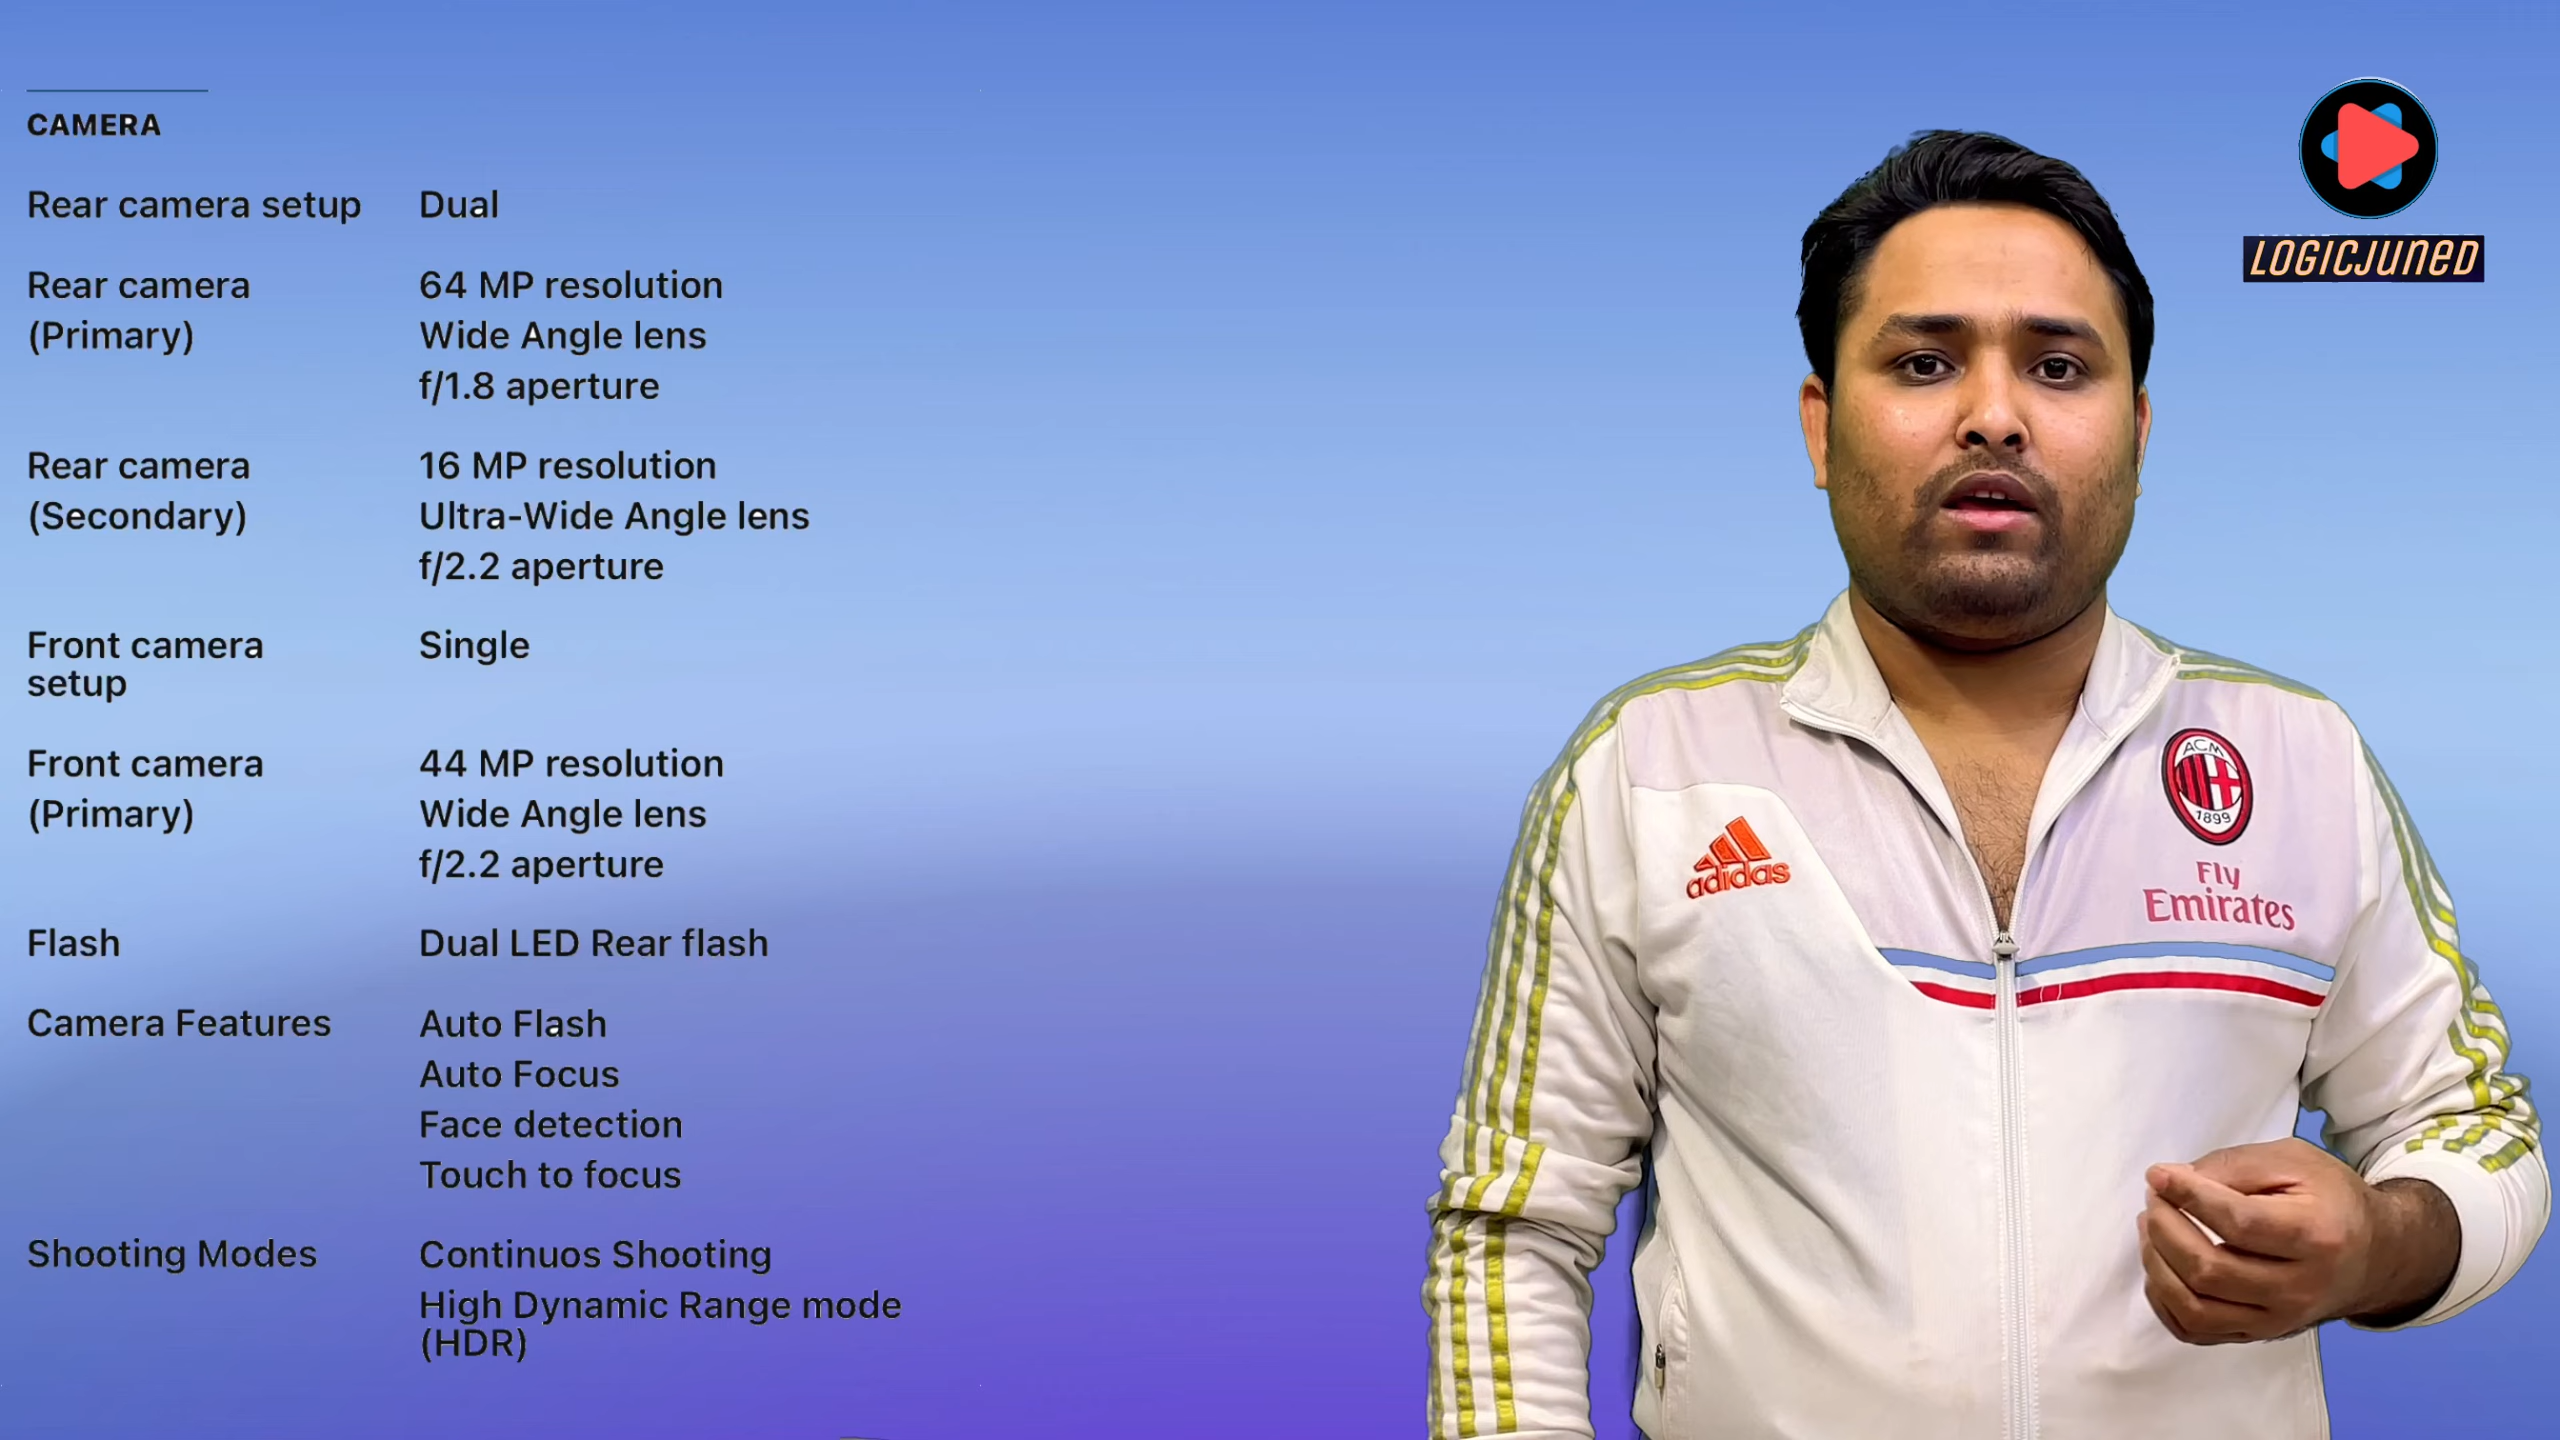 CAMERA
Rear camera setup Dual
Rear camera 64 MP resolution
(Primary) Wide Angle lens
f/1.8 aperture
Rear camera 16 MP resolution
(Secondary) Ultra-Wide Angle lens
f/2.2 aperture
Front camera Single
setup
Front camera 44 MP resolution
(Primary) Wide Angle lens
f/2.2 aperture
Flash Dual LED Rear flash
Camera Features Auto Flash
Auto Focus
Face detection
Touch to focus
Shooting Modes Continuos Shooting
High Dynamic Range mode
(HDR)
LOGICJUNED
adidas
ACM
1899
Fly
Emirates